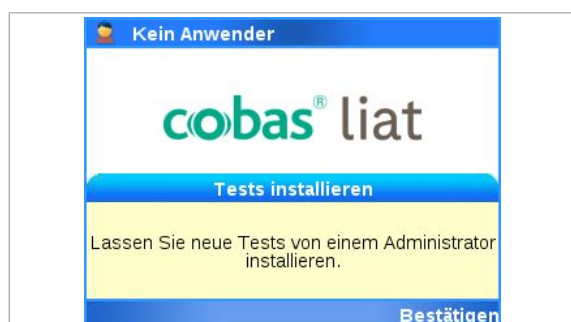 Kein Anwender
cobas® liat
Tests installieren
Lassen Sie neue Tests von einem Administrator
installieren.
Bestätigen